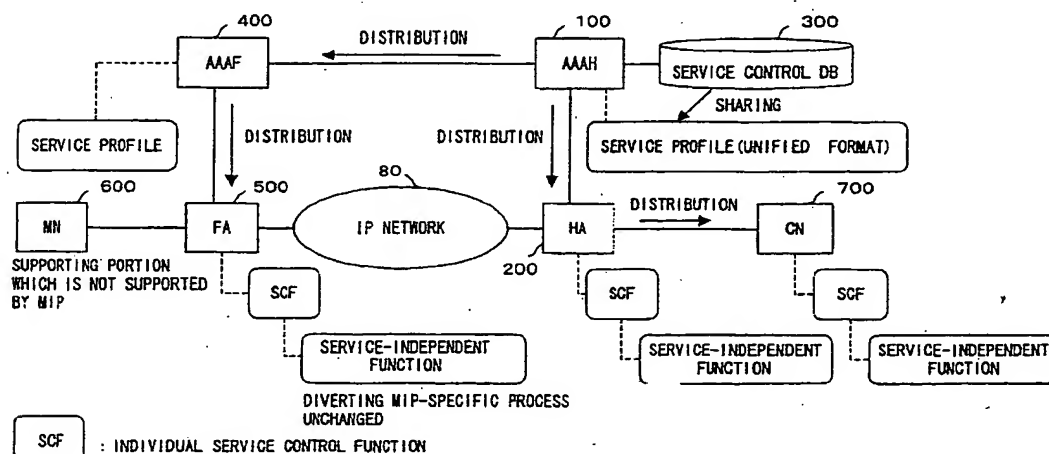 400
DISTRIBUTION
100
300
AAAF
AAAH
SERVICE CONTROL DB
SHARING
SERVICE PROFILE
DISTRIBUTION
DISTRIBUTION
SERVICE PROFILE(UNIFIED FORMAT)
600
500
80
DISTRIBUTION
700
MN
FA
IP NETWORK
HA
CN
200
SUPPORTING PORTION
WHICH IS NOT SUPPORTED
BY MIP
SCF
SCF
SCF
SERVICE-INDEPENDENT
FUNCTION
SERVICE-INDEPENDENT
FUNCTION
SERVICE-INDEPENDENT
FUNCTION
DIVERTING MIP-SPECIFIC PROCESS
UNCHANGED
SCF : INDIVIDUAL SERVICE CONTROL FUNCTION